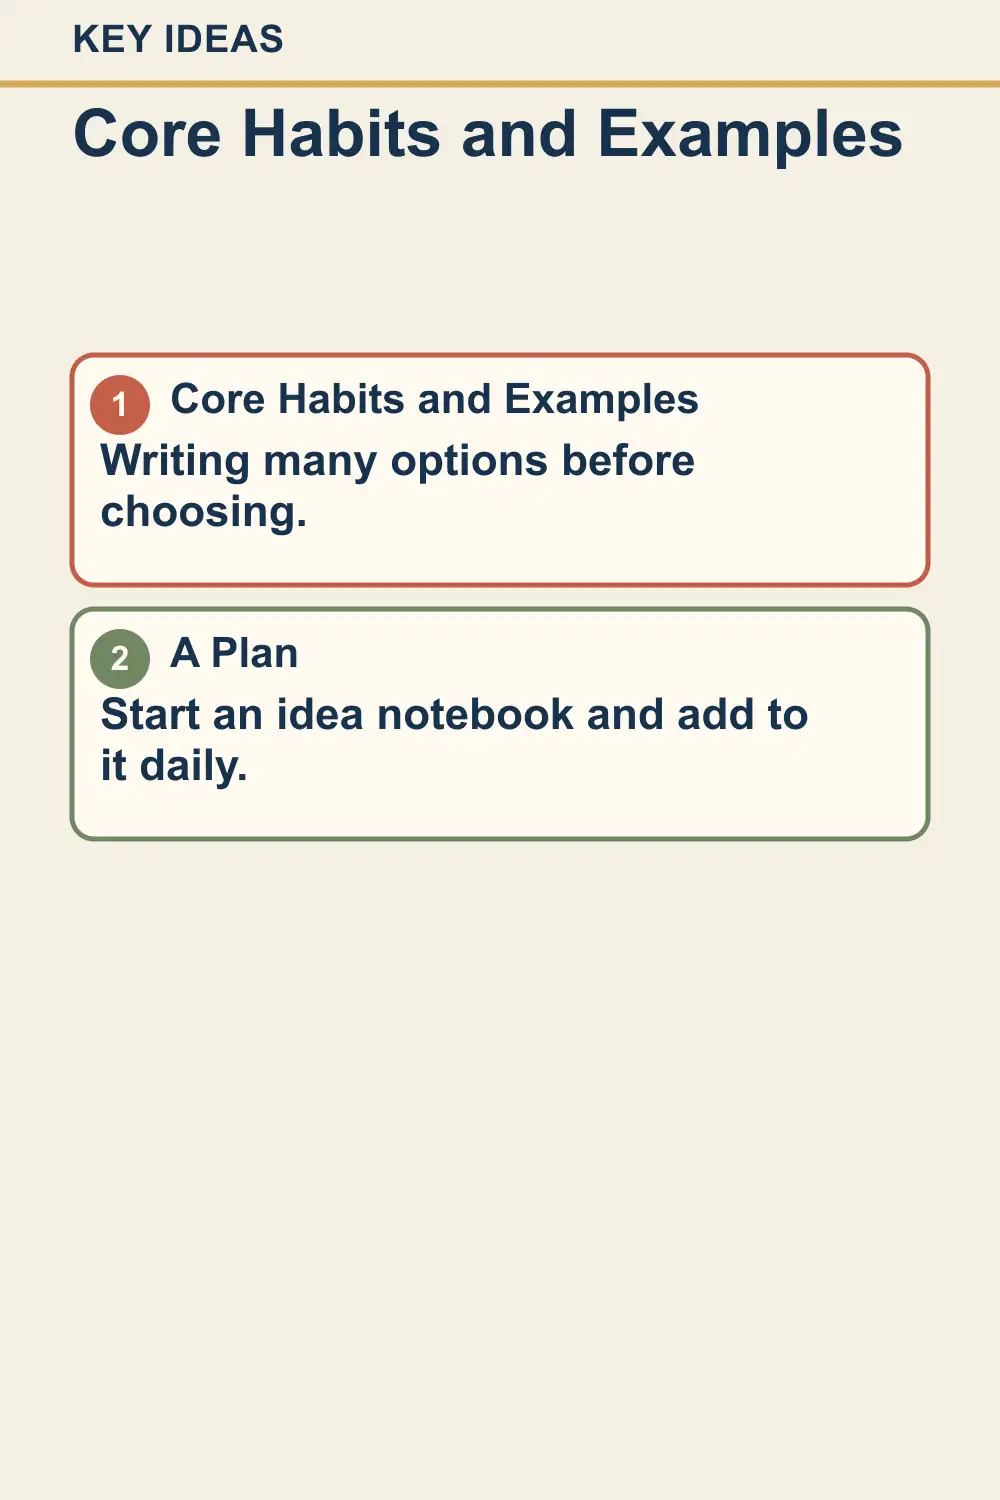 KEY IDEAS
Core Habits and Examples
1 Core Habits and Examples
Writing many options before
choosing.
2 A Plan
Start an idea notebook and add to
it daily.